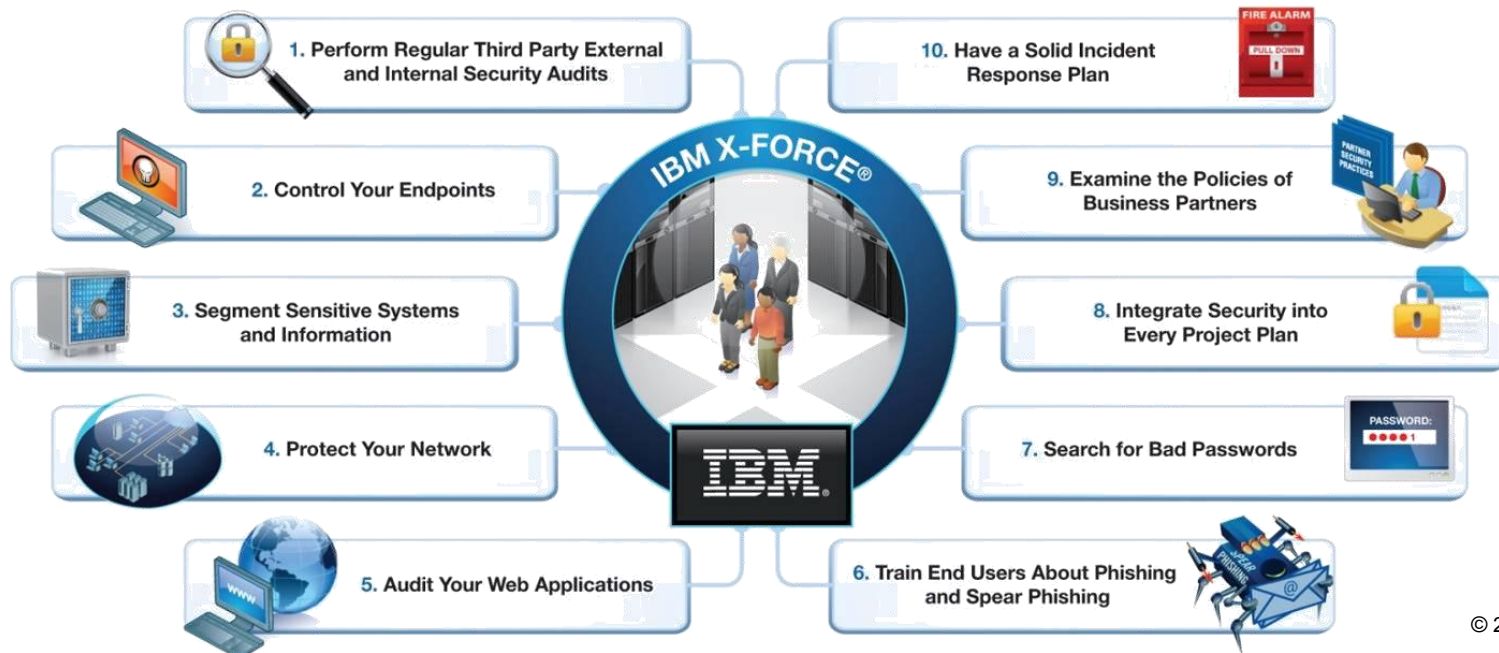 1. Perform Regular Third Party External
and Internal Security Audits
2. Control Your Endpoints
3. Segment Sensitive Systems
and Information
4. Protect Your Network
5. Audit Your Web Applications
WWW
IBM X-FORCE®
IBM®
10. Have a Solid Incident
Response Plan
FIRE ALARM
PULL DOWN
9. Examine the Policies of
Business Partners
PARTNER
SECURITY
PRACTICES
8. Integrate Security into
Every Project Plan
7. Search for Bad Passwords
PASSWORD:
●●●●1
6. Train End Users About Phishing
and Spear Phishing
SPEAR
PHISHING
@
© 2